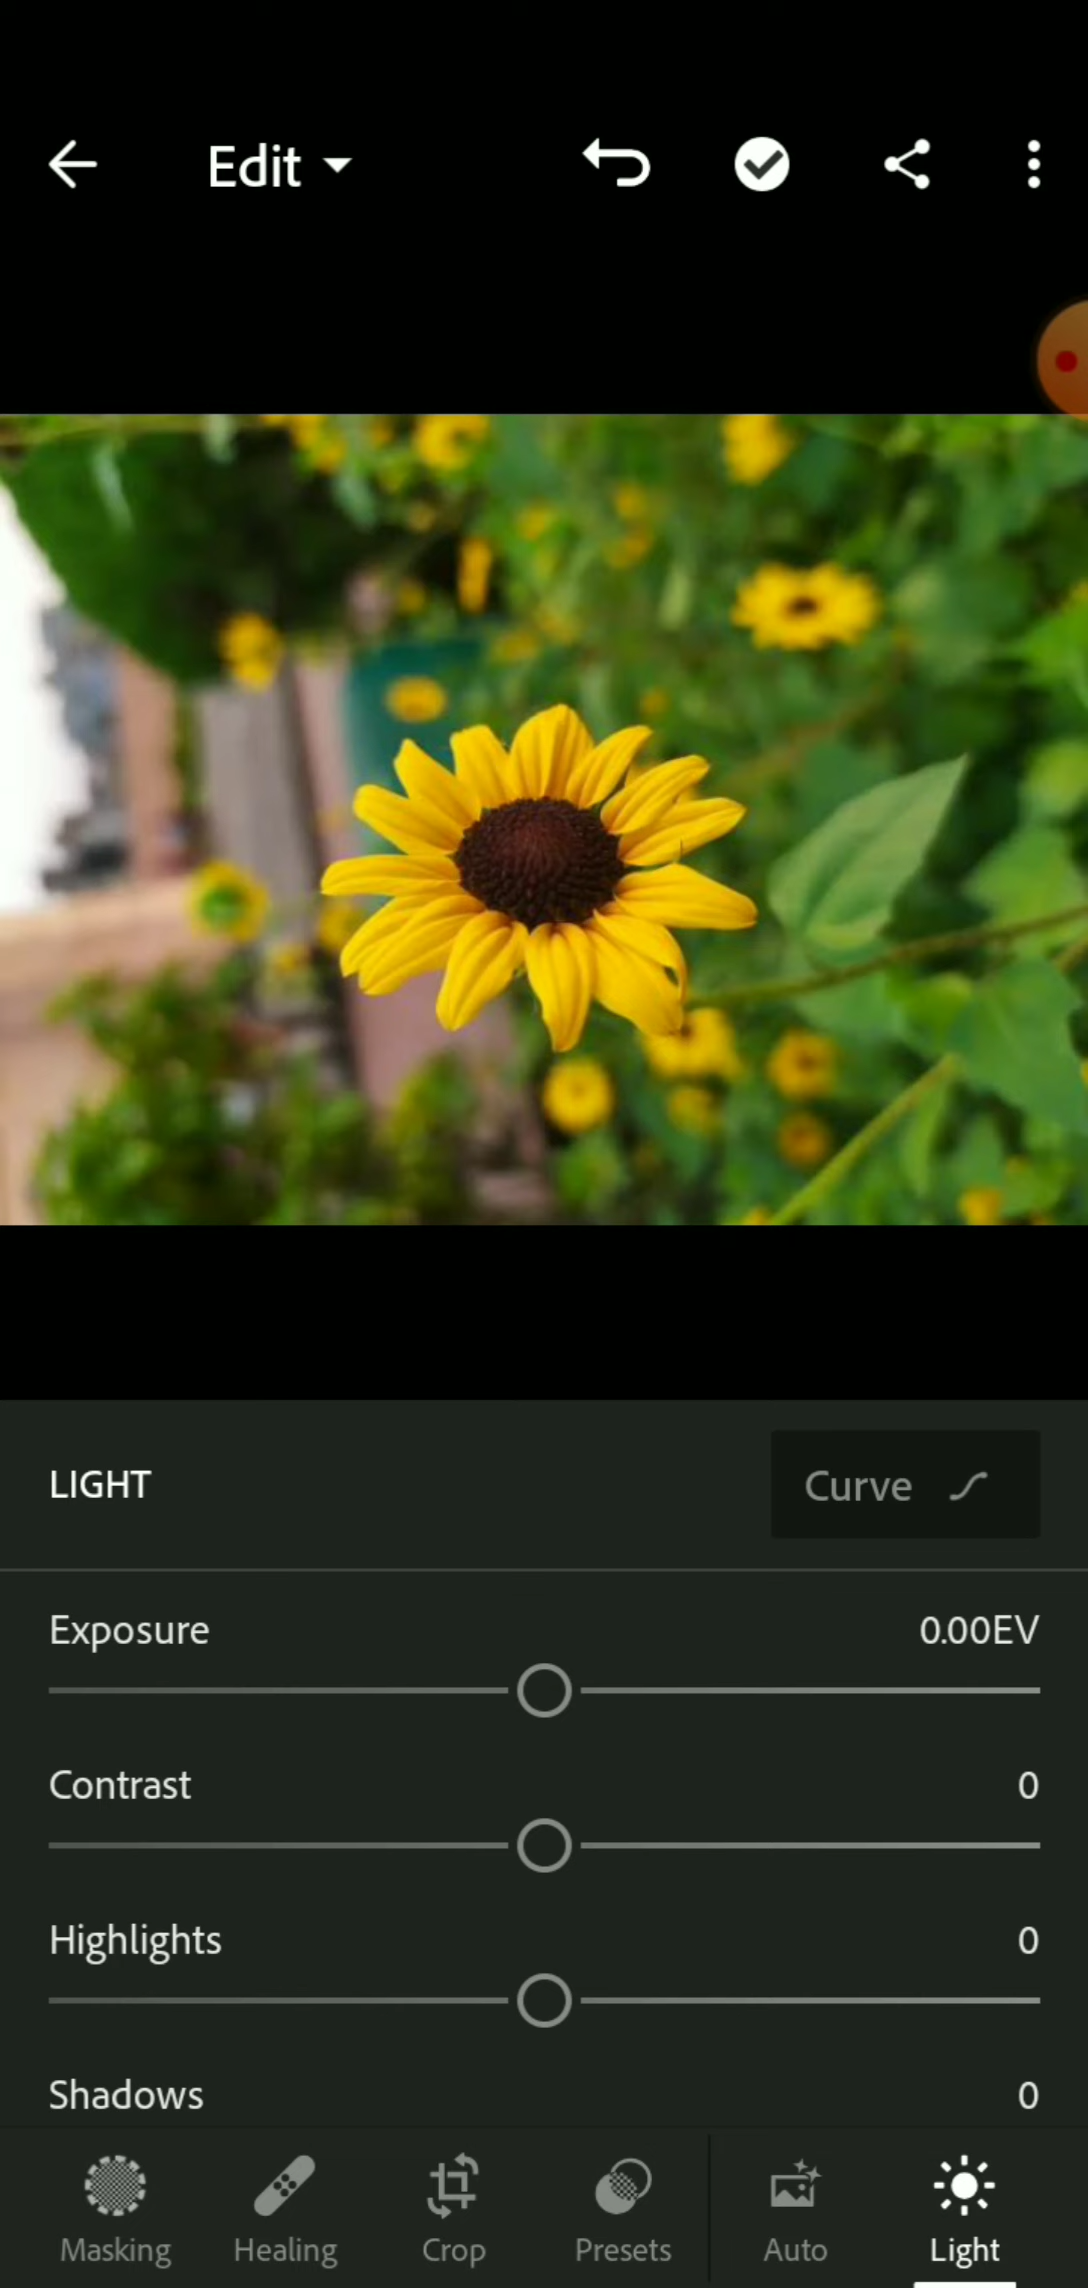 Edit
LIGHT
Curve
Exposure 0.00EV
Contrast 0
Highlights 0
Shadows 0
Masking Healing Crop Presets Auto Light